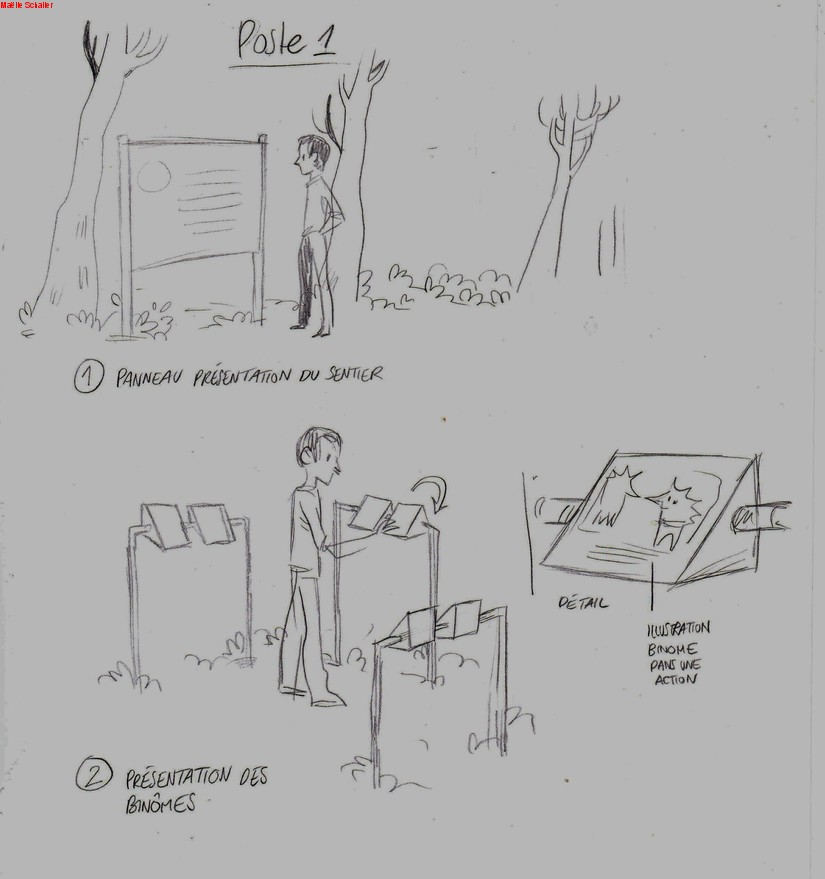 Maëlle Schaller
Poste 1
1 PANNEAU PRÉSENTATION DU SENTIER
DÉTAIL
ILLUSTRATION
BINOME
DANS UNE
ACTION
2 PRÉSENTATION DES
BINÔMES